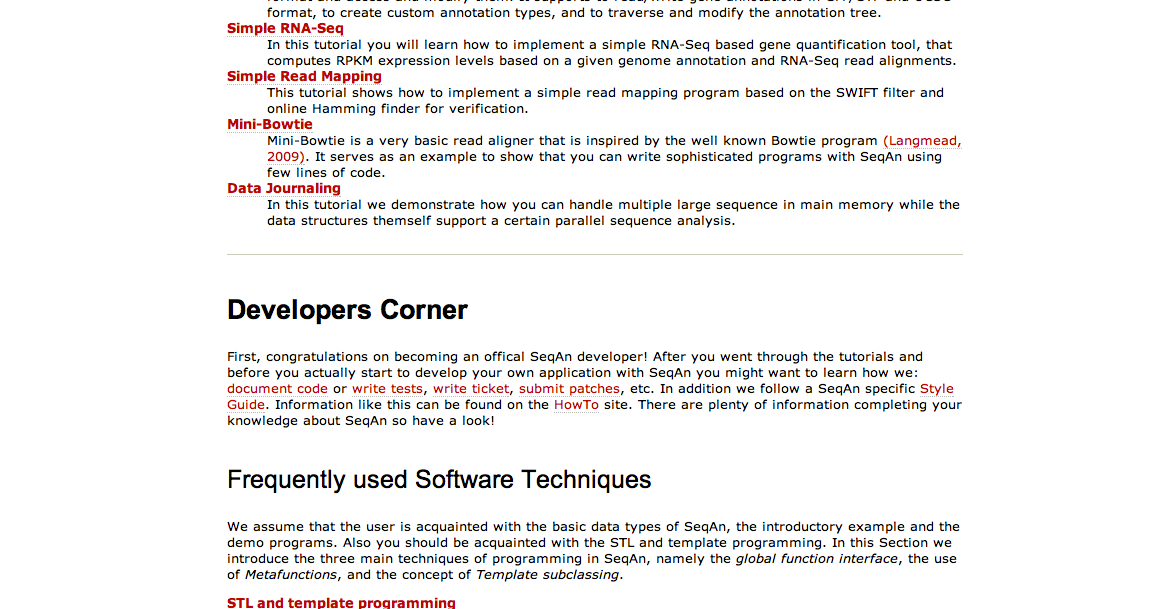 format, to create custom annotation types, and to traverse and modify the annotation tree.
Simple RNA-Seq
In this tutorial you will learn how to implement a simple RNA-Seq based gene quantification tool, that
computes RPKM expression levels based on a given genome annotation and RNA-Seq read alignments.
Simple Read Mapping
This tutorial shows how to implement a simple read mapping program based on the SWIFT filter and
online Hamming finder for verification.
Mini-Bowtie
Mini-Bowtie is a very basic read aligner that is inspired by the well known Bowtie program (Langmead,
2009). It serves as an example to show that you can write sophisticated programs with SeqAn using
few lines of code.
Data Journaling
In this tutorial we demonstrate how you can handle multiple large sequence in main memory while the
data structures themself support a certain parallel sequence analysis.
Developers Corner
First, congratulations on becoming an offical SeqAn developer! After you went through the tutorials and
before you actually start to develop your own application with SeqAn you might want to learn how we:
document code or write tests, write ticket, submit patches, etc. In addition we follow a SeqAn specific Style
Guide. Information like this can be found on the HowTo site. There are plenty of information completing your
knowledge about SeqAn so have a look!
Frequently used Software Techniques
We assume that the user is acquainted with the basic data types of SeqAn, the introductory example and the
demo programs. Also you should be acquainted with the STL and template programming. In this Section we
introduce the three main techniques of programming in SeqAn, namely the global function interface, the use
of Metafunctions, and the concept of Template subclassing.
STL and template programming